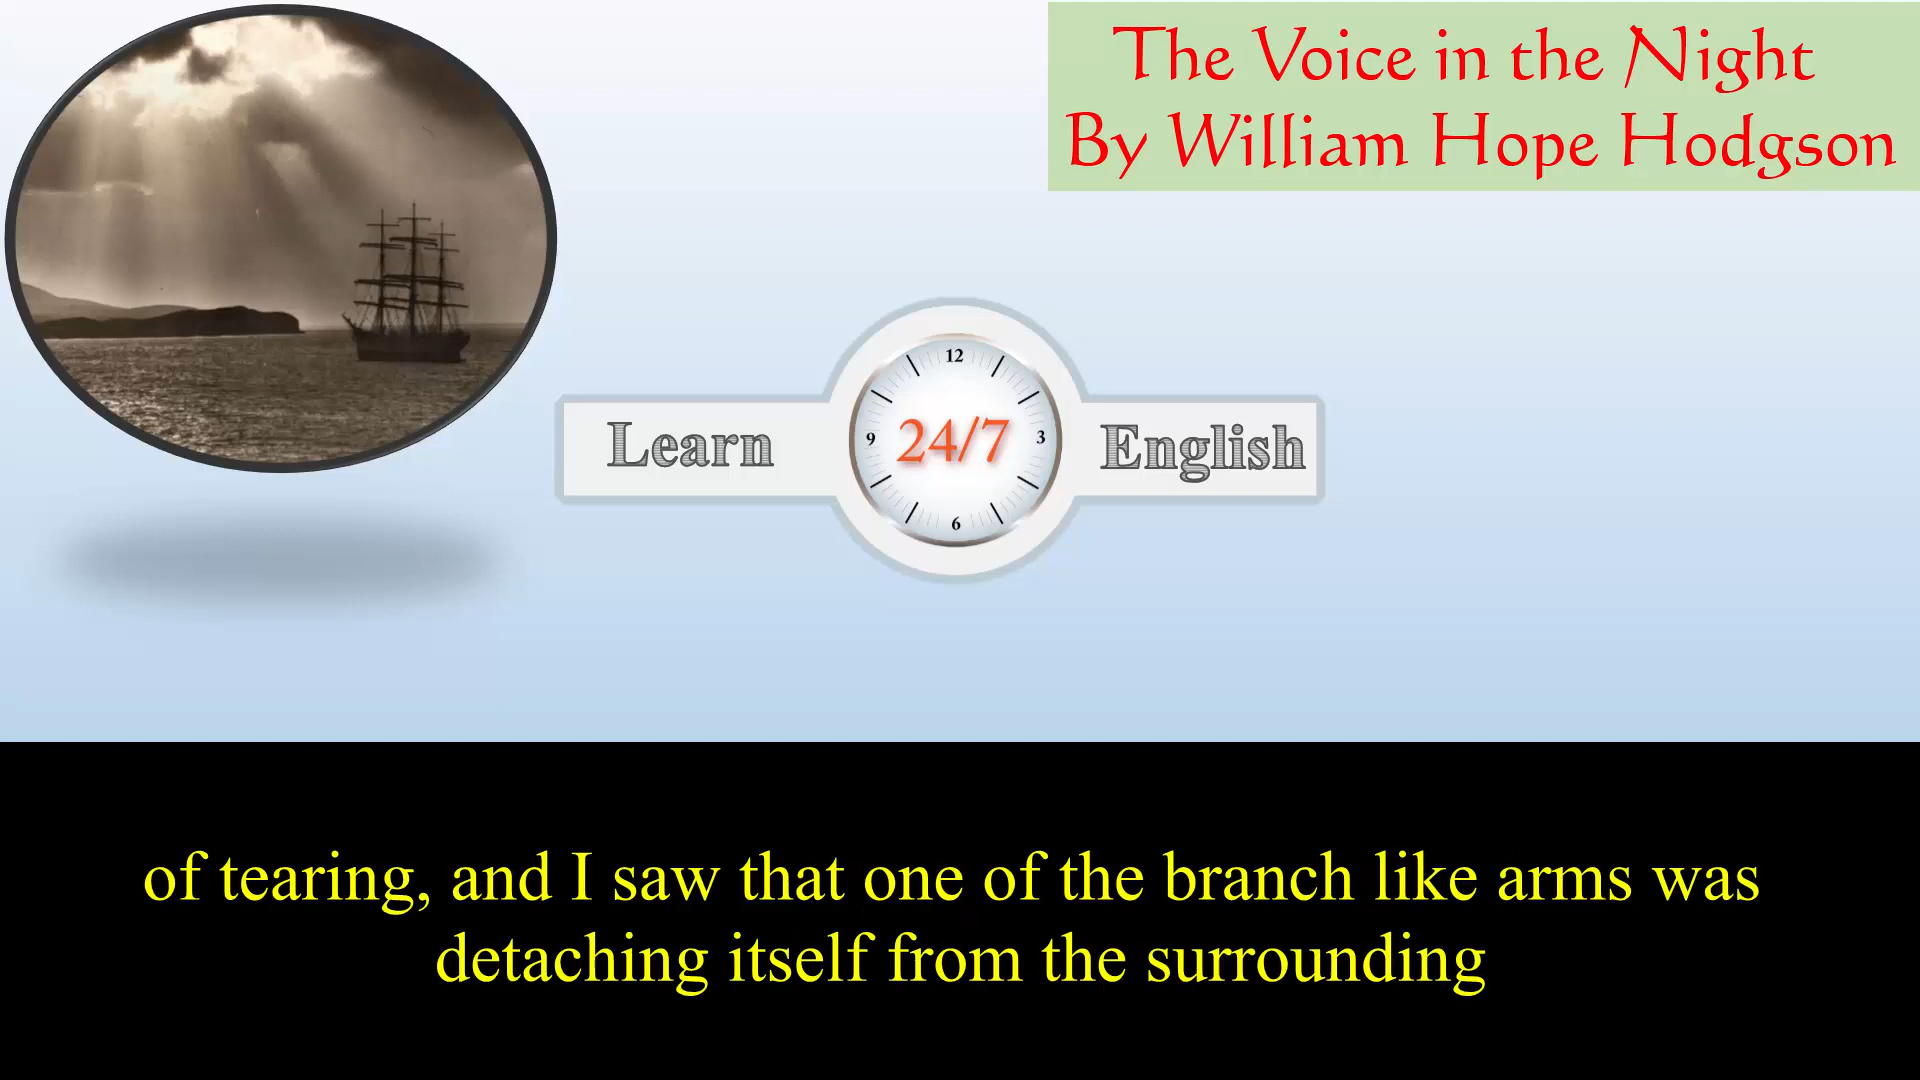 The Voice in the Night
By William Hope Hodgson
12
Learn
9
24/7
3
English
6
of tearing, and I saw that one of the branch like arms was
detaching itself from the surrounding